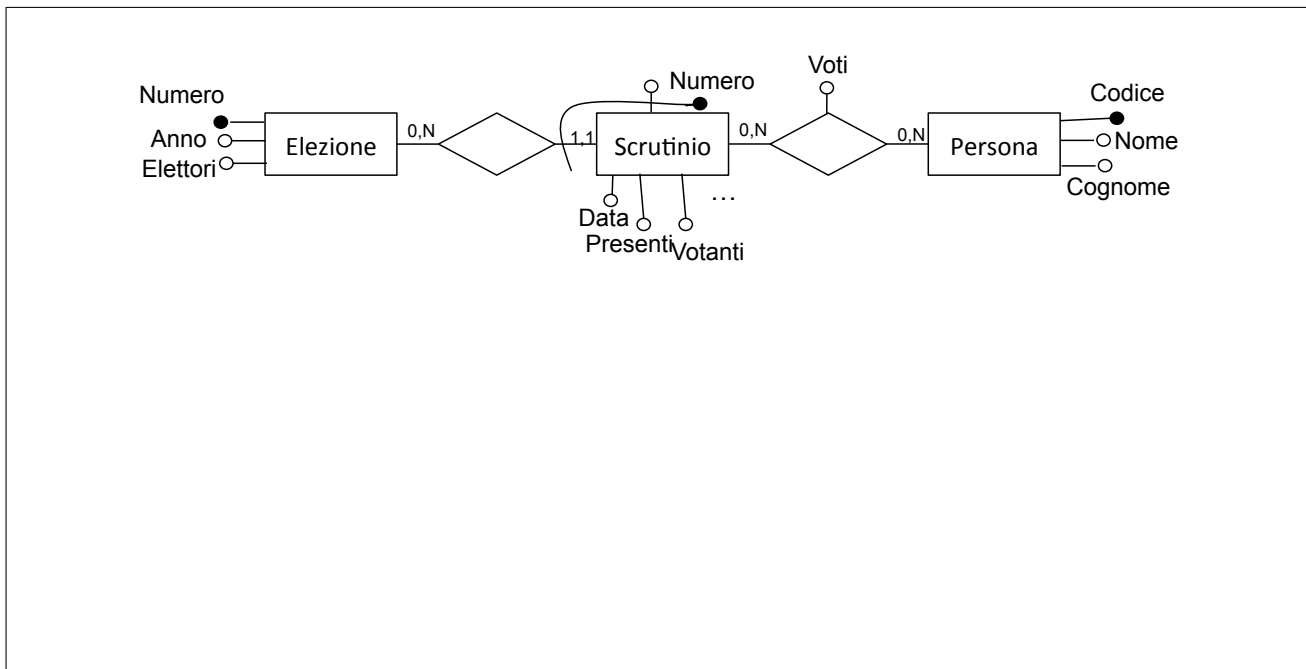 Numero
Anno
Elettori
Elezione
0,N
1,1
Numero
Scrutinio
Data
Presenti
Votanti
...
0,N
Voti
0,N
Persona
Codice
Nome
Cognome